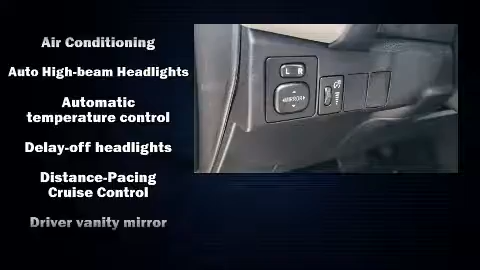 Air Conditioning
Auto High-beam Headlights
Automatic
temperature control
Delay-off headlights
Distance-Pacing
Cruise Control
Driver vanity mirror
L R
MIRROR